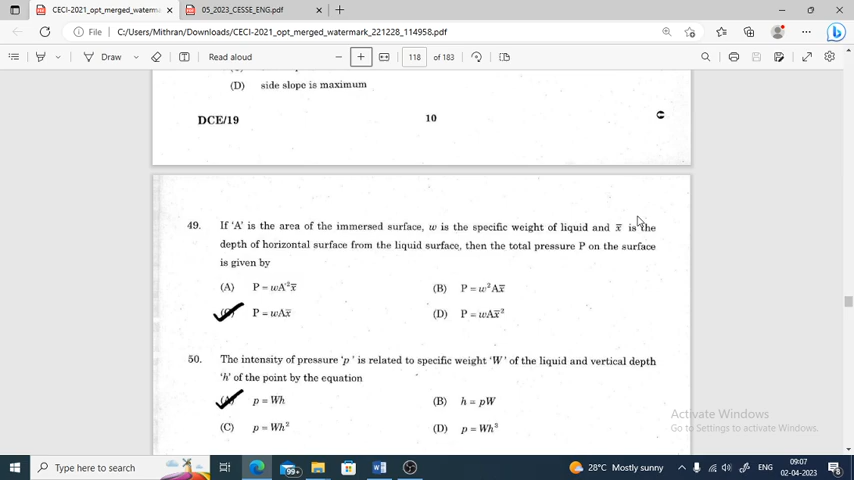 CECI-2021_opt_merged_waterma
05_2023_CESSE_ENG.pdf
File
C:/Users/Mithran/Downloads/CECI-2021_opt_merged_watermark_221228_114958.pdf
Draw
Read aloud
118
of 183
(D) side slope is maximum
DCE/19
10
49. If 'A' is the area of the immersed surface, w is the specific weight of liquid and x̄ is the
depth of horizontal surface from the liquid surface, then the total pressure P on the surface
is given by
(A) P = wA²x̄
(B) P = w²Ax̄
P = wAx̄
(D) P = wAx̄²
50. The intensity of pressure 'p' is related to specific weight 'W' of the liquid and vertical depth
'h' of the point by the equation
(A) p = Wh
(B) h = pW
(C) p = Wh²
(D) p = Wh³
Activate Windows
Go to Settings to activate Windows.
Type here to search
99+
28°C Mostly sunny
ENG
09:07
02-04-2023
8